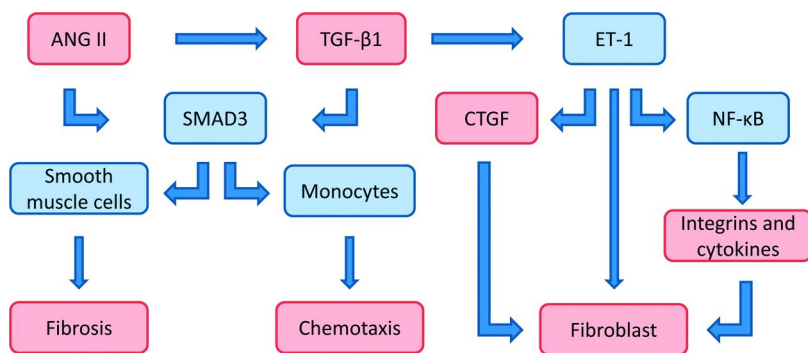 ANG II
TGF-β1
ET-1
SMAD3
CTGF
NF-κB
Smooth
muscle cells
Monocytes
Integrins and
cytokines
Fibrosis
Chemotaxis
Fibroblast